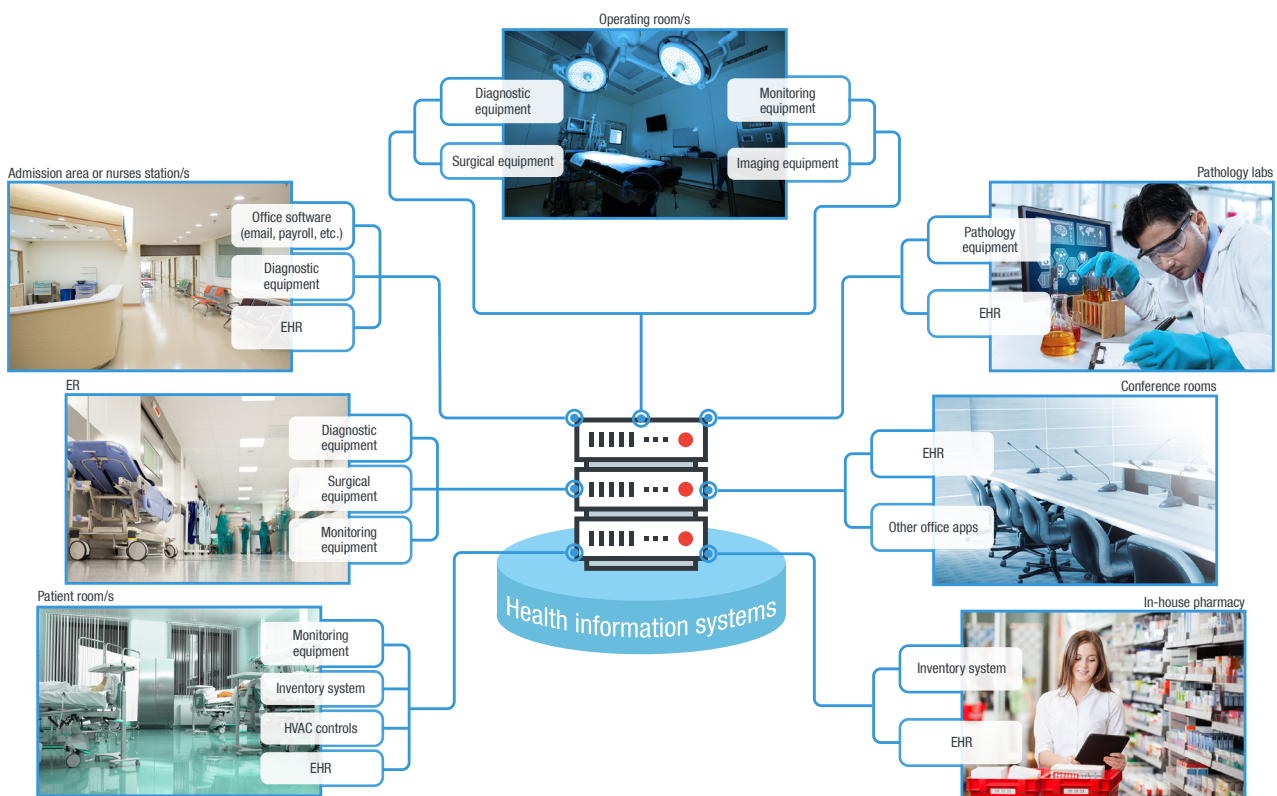 Operating room/s
Diagnostic
equipment
Surgical equipment
Monitoring
equipment
Imaging equipment
Admission area or nurses station/s
Office software
(email, payroll, etc.)
Diagnostic
equipment
EHR
Pathology labs
Pathology
equipment
EHR
ER
Diagnostic
equipment
Surgical
equipment
Monitoring
equipment
Conference rooms
EHR
Other office apps
Patient room/s
Monitoring
equipment
Inventory system
HVAC controls
EHR
In-house pharmacy
Inventory system
EHR
Health information systems